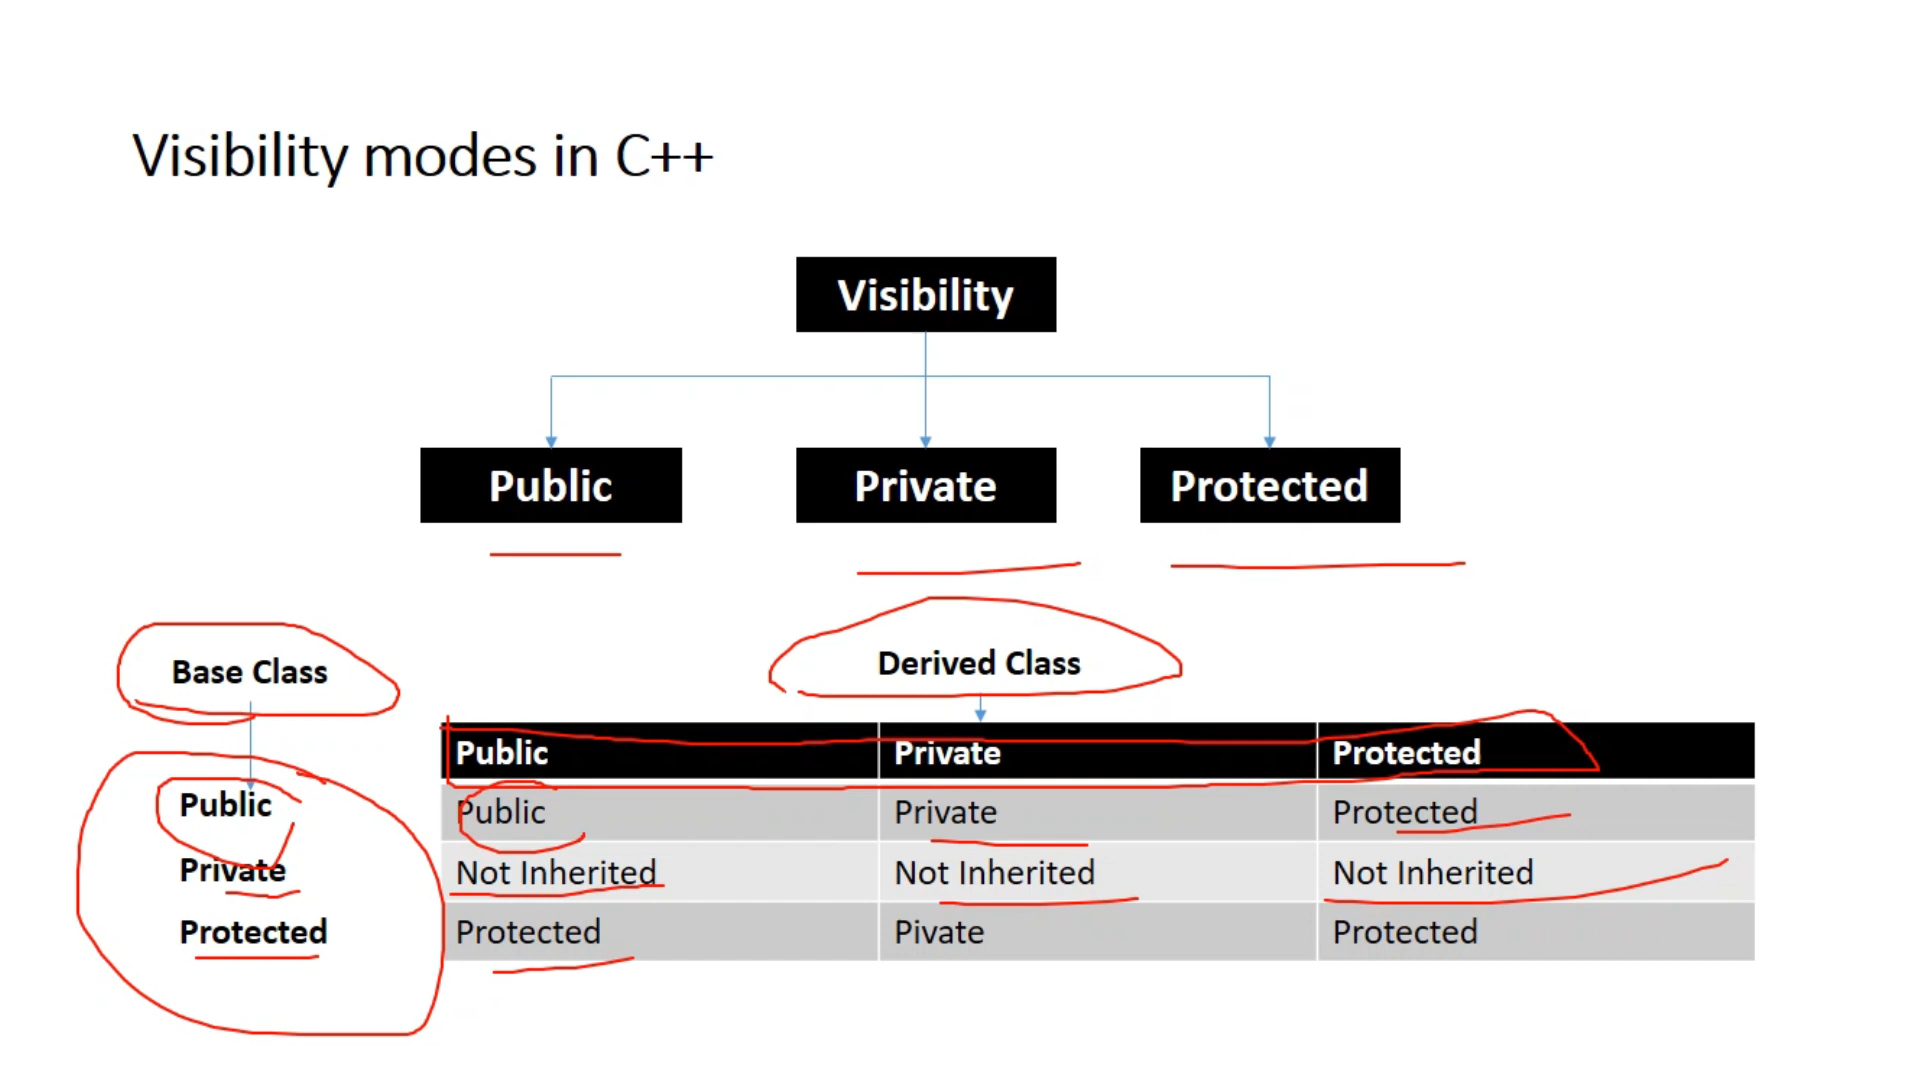 Visibility modes in C++
Visibility
Public Private Protected
Base Class
Derived Class
Public Private Protected
Public Public Private Protected
Private Not Inherited Not Inherited Not Inherited
Protected Protected Pivate Protected